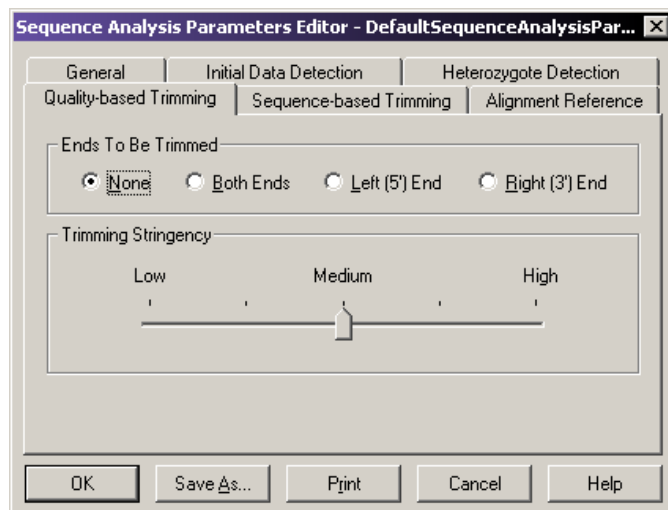 Sequence Analysis Parameters Editor - DefaultSequenceAnalysisPar...
General Initial Data Detection Heterozygote Detection
Quality-based Trimming Sequence-based Trimming Alignment Reference
Ends To Be Trimmed
None Both Ends Left (5') End Right (3') End
Trimming Stringency
Low Medium High
OK Save As... Print Cancel Help